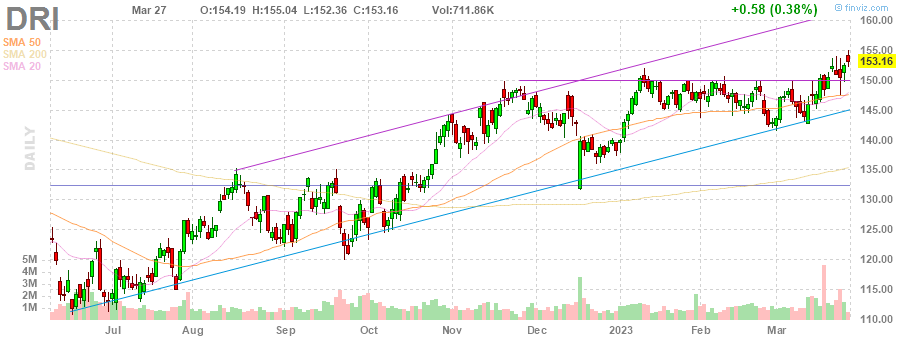 DRI Mar 27 O:154.19 H:155.04 L:152.36 C:153.16 Vol:711.86K +0.58 (0.38%) finviz.com
SMA 50
SMA 200
SMA 20
DAILY
160.00
155.00
153.16
150.00
145.00
140.00
135.00
130.00
125.00
120.00
115.00
110.00
5M
4M
3M
2M
1M
Jul Aug Sep Oct Nov Dec 2023 Feb Mar